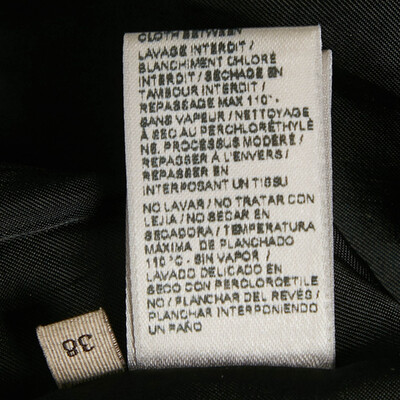 CLOTH BETWEEN
LAVAGE INTERDIT /
BLANCHIMENT CHLORÉ
INTERDIT / SÉCHAGE EN
TAMBOUR INTERDIT /
REPASSAGE MAX 110° -
SANS VAPEUR / NETTOYAGE
À SEC AU PERCHLORÉTHYLÈ
NE, PROCESSUS MODÉRÉ /
REPASSER À L'ENVERS /
REPASSER EN
INTERPOSANT UN TISSU
NO LAVAR / NO TRATAR CON
LEJIA / NO SECAR EN
SECADORA / TEMPERATURA
MÁXIMA DE PLANCHADO
110°C - SIN VAPOR /
LAVADO DELICADO EN
SECO CON PERCLOROETILE
NO / PLANCHAR DEL REVÉS /
PLANCHAR INTERPONIENDO
UN PAÑO
38